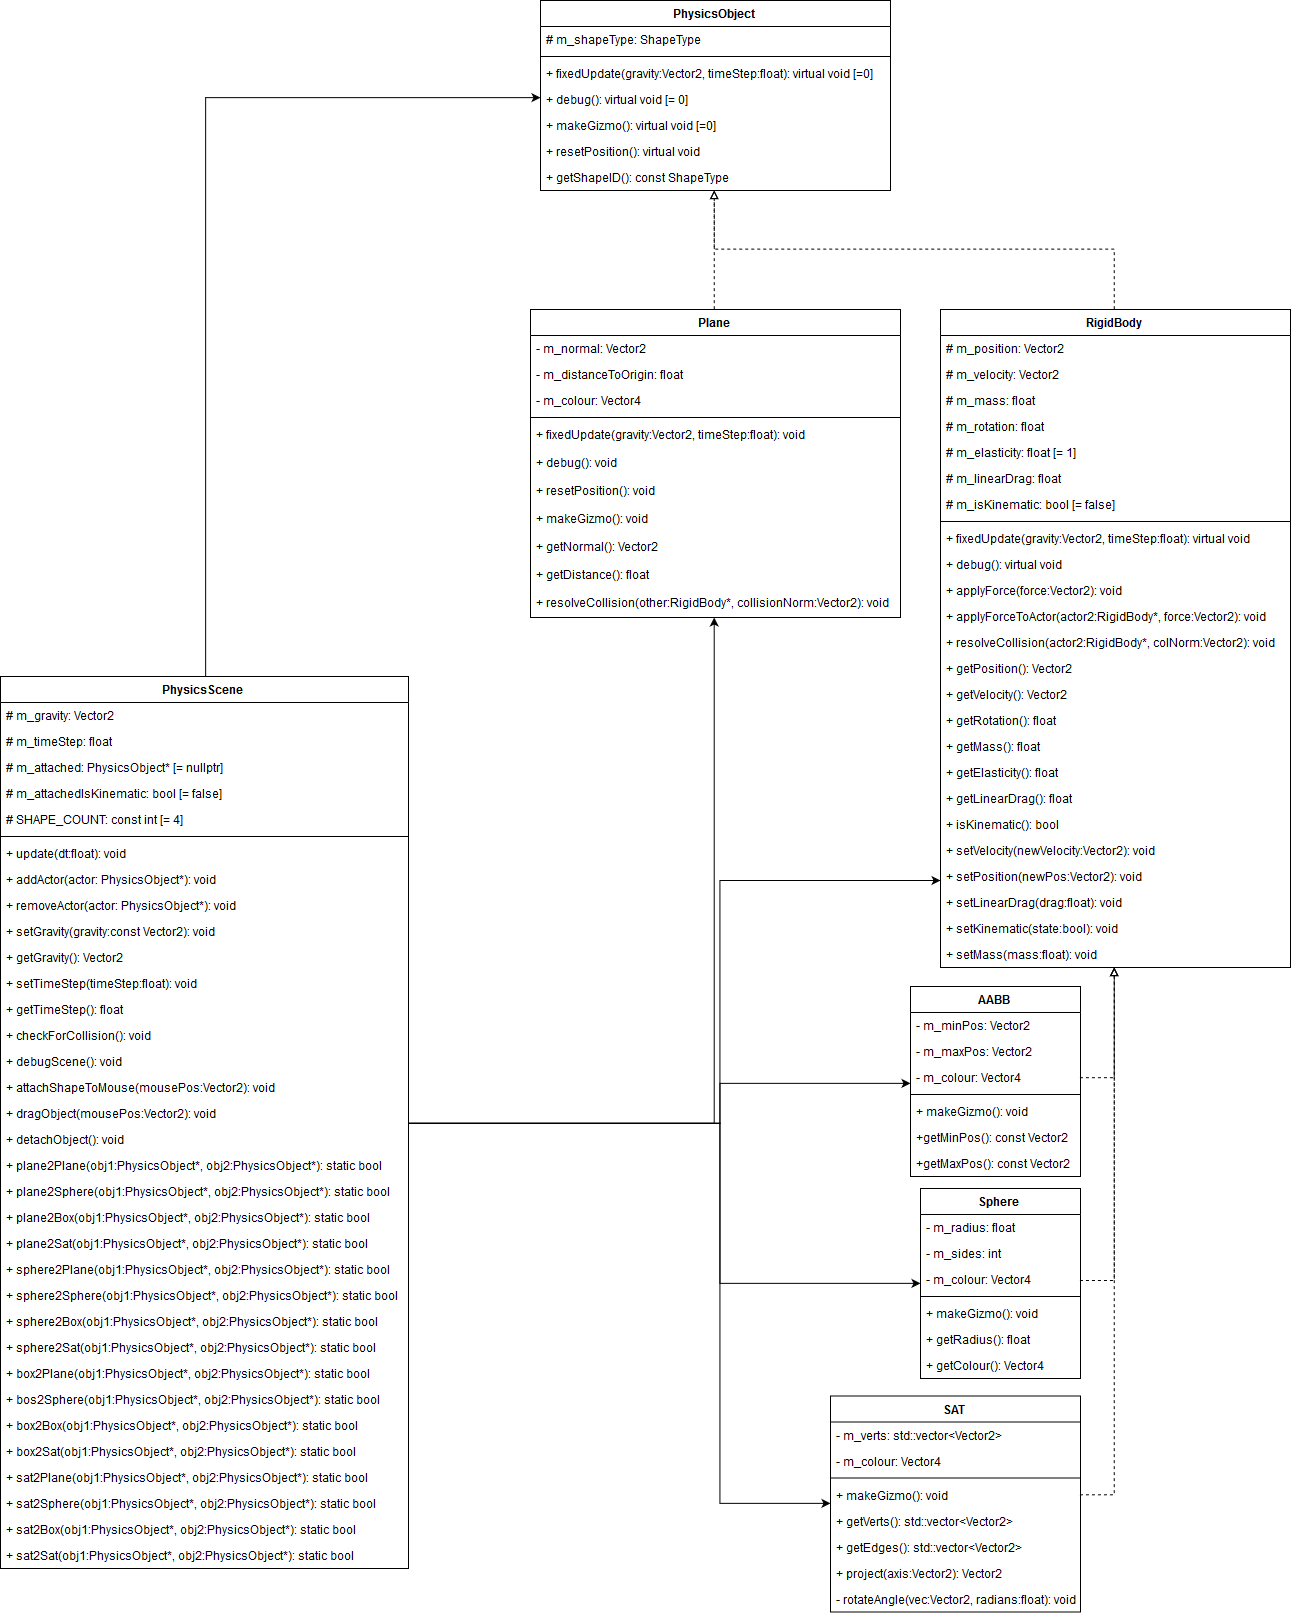 PhysicsObject
# m_shapeType: ShapeType
+ fixedUpdate(gravity:Vector2, timeStep:float): virtual void [=0]
+ debug(): virtual void [= 0]
+ makeGizmo(): virtual void [=0]
+ resetPosition(): virtual void
+ getShapeID(): const ShapeType
Plane
- m_normal: Vector2
- m_distanceToOrigin: float
- m_colour: Vector4
+ fixedUpdate(gravity:Vector2, timeStep:float): void
+ debug(): void
+ resetPosition(): void
+ makeGizmo(): void
+ getNormal(): Vector2
+ getDistance(): float
+ resolveCollision(other:RigidBody*, collisionNorm:Vector2): void
RigidBody
# m_position: Vector2
# m_velocity: Vector2
# m_mass: float
# m_rotation: float
# m_elasticity: float [= 1]
# m_linearDrag: float
# m_isKinematic: bool [= false]
+ fixedUpdate(gravity:Vector2, timeStep:float): virtual void
+ debug(): virtual void
+ applyForce(force:Vector2): void
+ applyForceToActor(actor2:RigidBody*, force:Vector2): void
+ resolveCollision(actor2:RigidBody*, colNorm:Vector2): void
+ getPosition(): Vector2
+ getVelocity(): Vector2
+ getRotation(): float
+ getMass(): float
+ getElasticity(): float
+ getLinearDrag(): float
+ isKinematic(): bool
+ setVelocity(newVelocity:Vector2): void
+ setPosition(newPos:Vector2): void
+ setLinearDrag(drag:float): void
+ setKinematic(state:bool): void
+ setMass(mass:float): void
PhysicsScene
# m_gravity: Vector2
# m_timeStep: float
# m_attached: PhysicsObject* [= nullptr]
# m_attachedIsKinematic: bool [= false]
# SHAPE_COUNT: const int [= 4]
+ update(dt:float): void
+ addActor(actor: PhysicsObject*): void
+ removeActor(actor: PhysicsObject*): void
+ setGravity(gravity:const Vector2): void
+ getGravity(): Vector2
+ setTimeStep(timeStep:float): void
+ getTimeStep(): float
+ checkForCollision(): void
+ debugScene(): void
+ attachShapeToMouse(mousePos:Vector2): void
+ dragObject(mousePos:Vector2): void
+ detachObject(): void
+ plane2Plane(obj1:PhysicsObject*, obj2:PhysicsObject*): static bool
+ plane2Sphere(obj1:PhysicsObject*, obj2:PhysicsObject*): static bool
+ plane2Box(obj1:PhysicsObject*, obj2:PhysicsObject*): static bool
+ plane2Sat(obj1:PhysicsObject*, obj2:PhysicsObject*): static bool
+ sphere2Plane(obj1:PhysicsObject*, obj2:PhysicsObject*): static bool
+ sphere2Sphere(obj1:PhysicsObject*, obj2:PhysicsObject*): static bool
+ sphere2Box(obj1:PhysicsObject*, obj2:PhysicsObject*): static bool
+ sphere2Sat(obj1:PhysicsObject*, obj2:PhysicsObject*): static bool
+ box2Plane(obj1:PhysicsObject*, obj2:PhysicsObject*): static bool
+ bos2Sphere(obj1:PhysicsObject*, obj2:PhysicsObject*): static bool
+ box2Box(obj1:PhysicsObject*, obj2:PhysicsObject*): static bool
+ box2Sat(obj1:PhysicsObject*, obj2:PhysicsObject*): static bool
+ sat2Plane(obj1:PhysicsObject*, obj2:PhysicsObject*): static bool
+ sat2Sphere(obj1:PhysicsObject*, obj2:PhysicsObject*): static bool
+ sat2Box(obj1:PhysicsObject*, obj2:PhysicsObject*): static bool
+ sat2Sat(obj1:PhysicsObject*, obj2:PhysicsObject*): static bool
AABB
- m_minPos: Vector2
- m_maxPos: Vector2
- m_colour: Vector4
+ makeGizmo(): void
+getMinPos(): const Vector2
+getMaxPos(): const Vector2
Sphere
- m_radius: float
- m_sides: int
- m_colour: Vector4
+ makeGizmo(): void
+ getRadius(): float
+ getColour(): Vector4
SAT
- m_verts: std::vector<Vector2>
- m_colour: Vector4
+ makeGizmo(): void
+ getVerts(): std::vector<Vector2>
+ getEdges(): std::vector<Vector2>
+ project(axis:Vector2): Vector2
- rotateAngle(vec:Vector2, radians:float): void